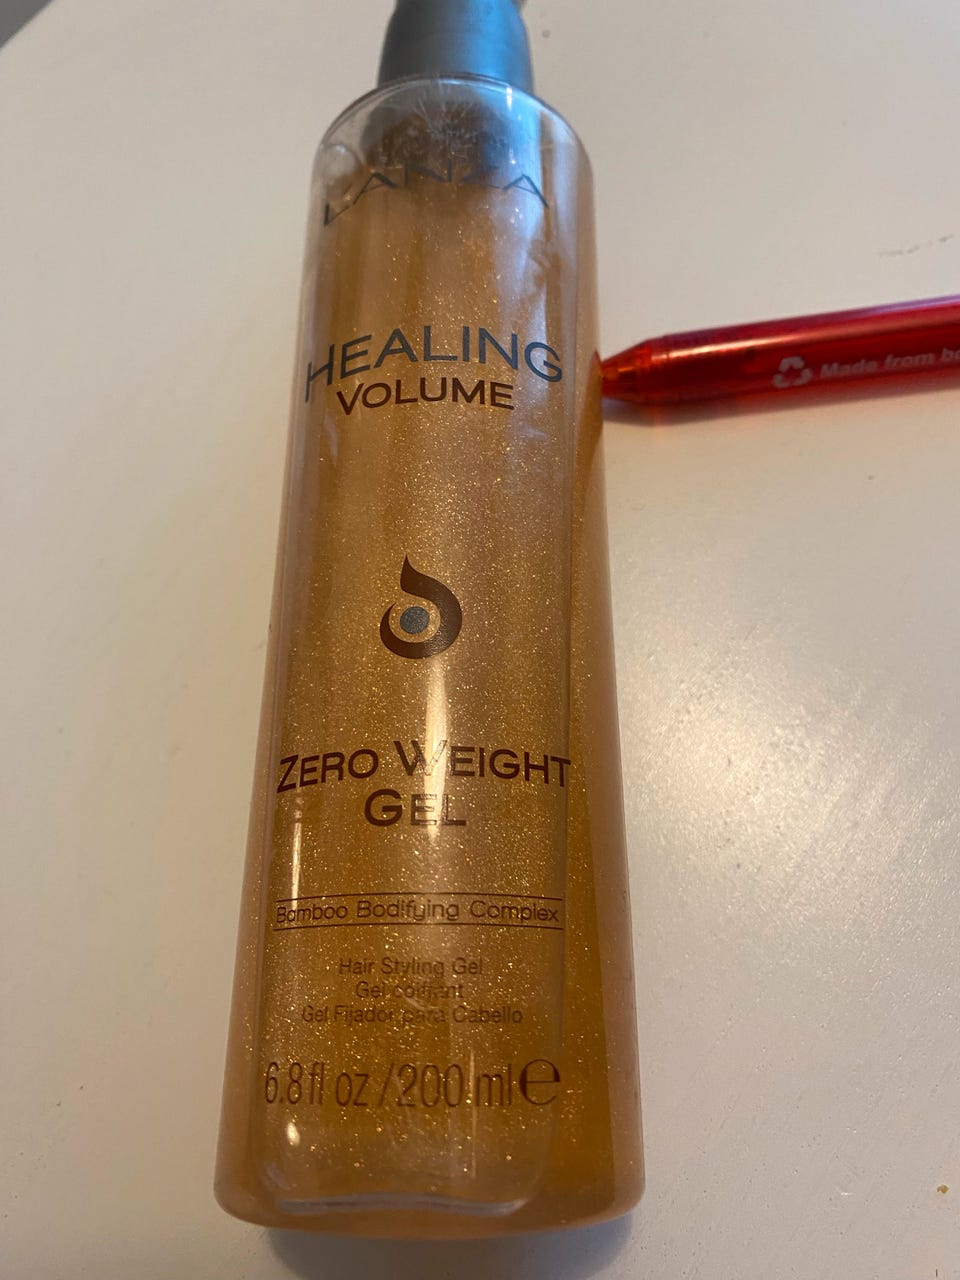 LANZA
HEALING
VOLUME
ZERO WEIGHT
GEL
Bamboo Bodifying Complex
Hair Styling Gel
Gel coiffant
Gel Fijador para Cabello
6.8 fl oz / 200 ml e
Made from